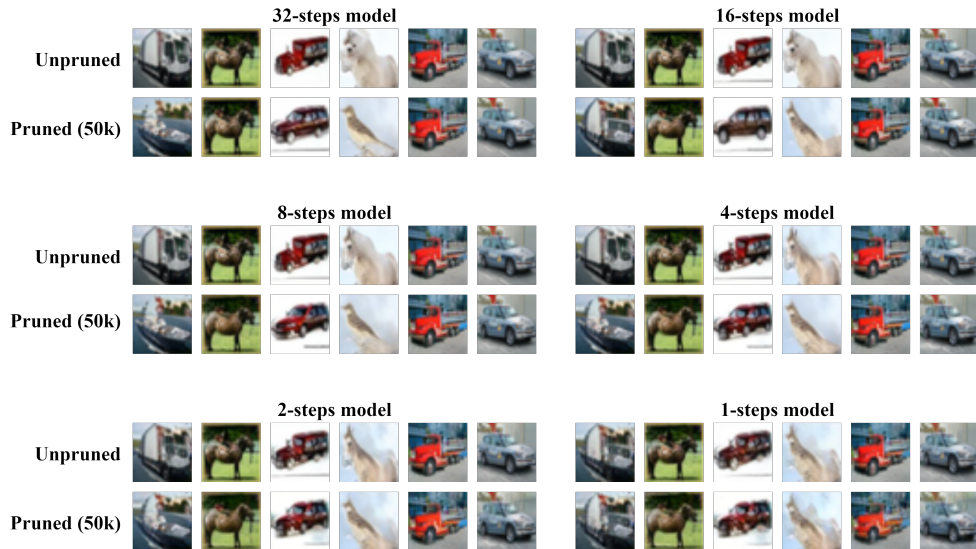 32-steps model
16-steps model
Unpruned
Pruned (50k)
8-steps model
4-steps model
Unpruned
Pruned (50k)
2-steps model
1-steps model
Unpruned
Pruned (50k)